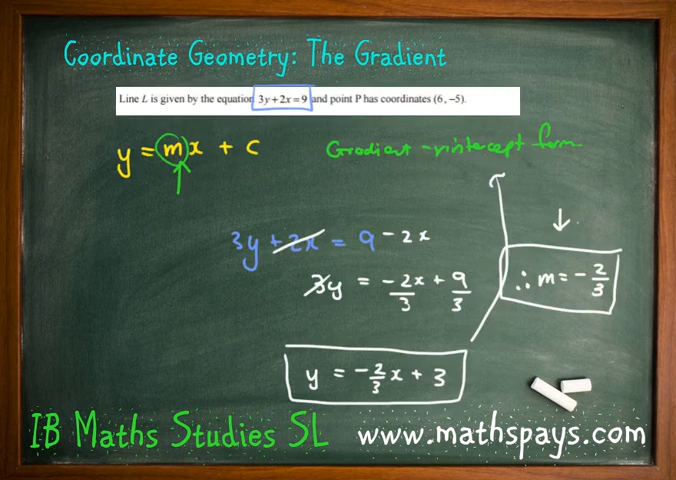 Coordinate Geometry: The Gradient
Line L is given by the equation 3y + 2x = 9 and point P has coordinates (6, −5).
y = mx + c
Gradient - y intercept form
3y + 2x = 9 - 2x
3y = -2x/3 + 9/3
∴ m = -2/3
y = -2/3x + 3
IB Maths Studies SL www.mathspays.com